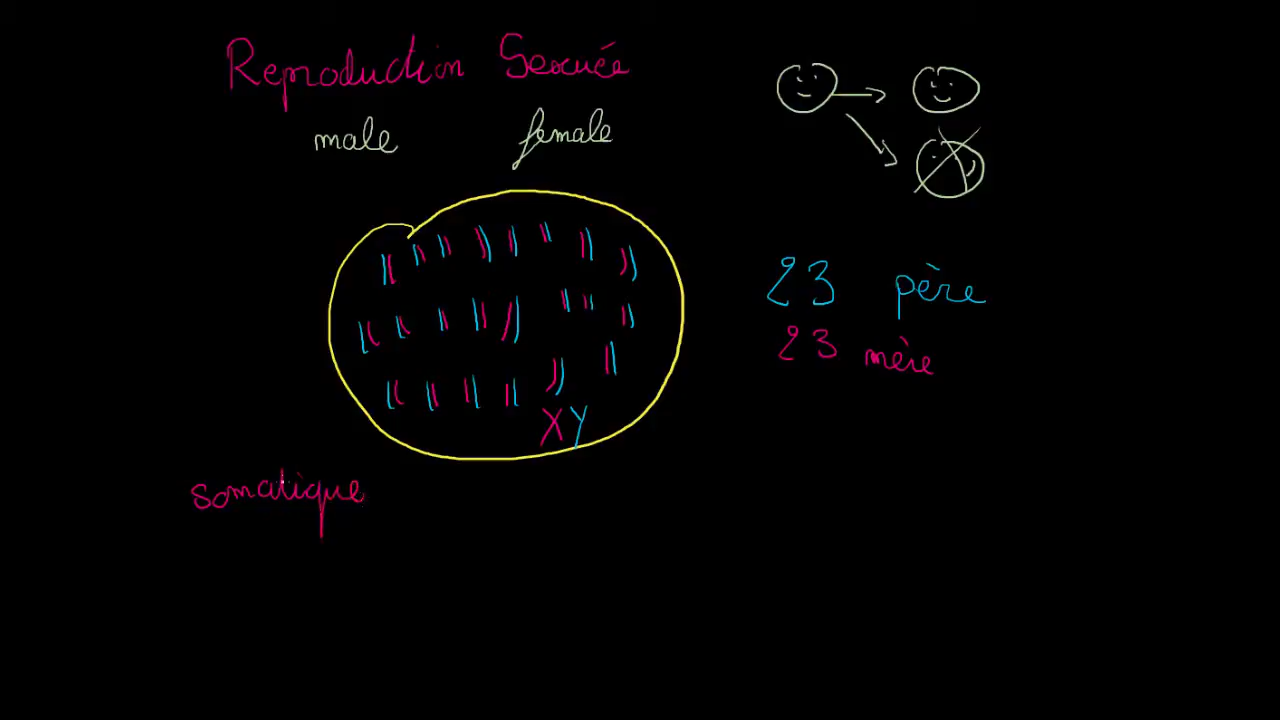 Reproduction Sexuée
male female
23 père
23 mère
XY
somatique